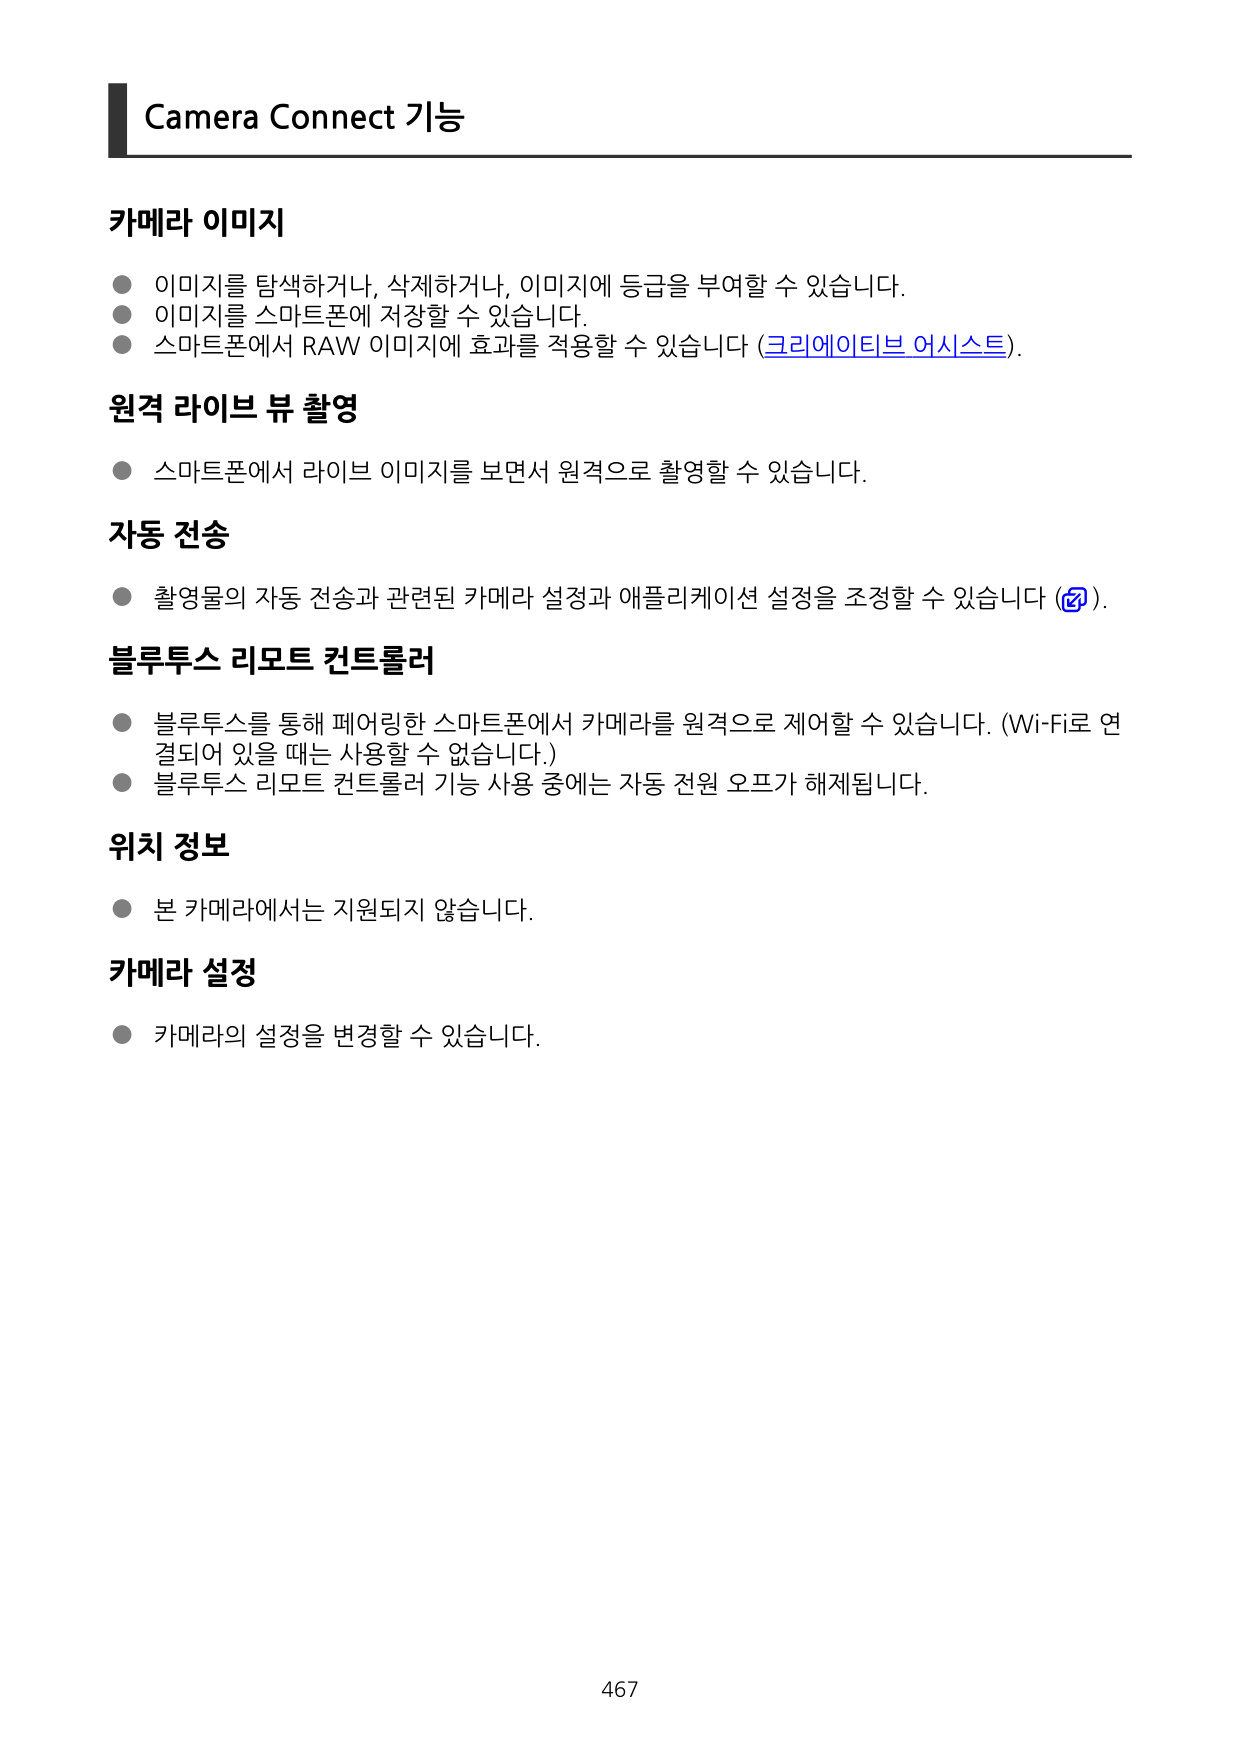 Camera Connect 기능
카메라 이미지
● 이미지를 탐색하거나, 삭제하거나, 이미지에 등급을 부여할 수 있습니다.
● 이미지를 스마트폰에 저장할 수 있습니다.
● 스마트폰에서 RAW 이미지에 효과를 적용할 수 있습니다 (크리에이티브 어시스트).
원격 라이브 뷰 촬영
● 스마트폰에서 라이브 이미지를 보면서 원격으로 촬영할 수 있습니다.
자동 전송
● 촬영물의 자동 전송과 관련된 카메라 설정과 애플리케이션 설정을 조정할 수 있습니다 ( ).
블루투스 리모트 컨트롤러
● 블루투스를 통해 페어링한 스마트폰에서 카메라를 원격으로 제어할 수 있습니다. (Wi-Fi로 연
결되어 있을 때는 사용할 수 없습니다.)
● 블루투스 리모트 컨트롤러 기능 사용 중에는 자동 전원 오프가 해제됩니다.
위치 정보
● 본 카메라에서는 지원되지 않습니다.
카메라 설정
● 카메라의 설정을 변경할 수 있습니다.
467